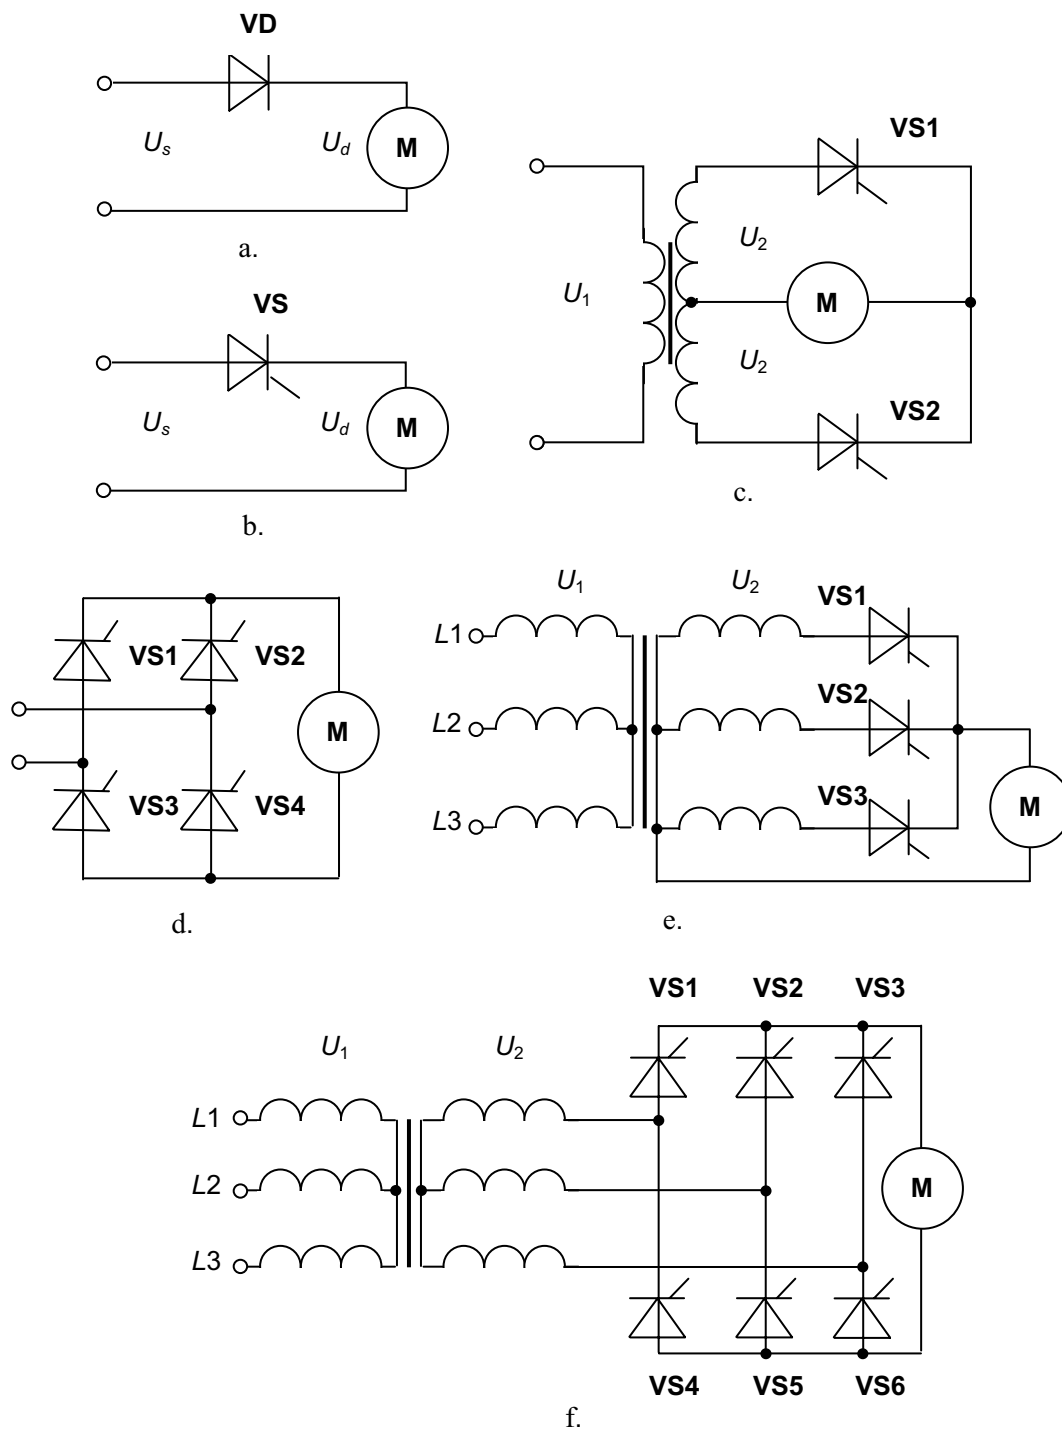 VD
U_s U_d M
a.
VS
U_s U_d M
b.
VS1
U_2
U_1 M
U_2
VS2
c.
VS1 VS2
M
VS3 VS4
d.
U_1 U_2 VS1
L1
VS2
L2
VS3 M
L3
e.
VS1 VS2 VS3
U_1 U_2
L1
L2 M
L3
VS4 VS5 VS6
f.